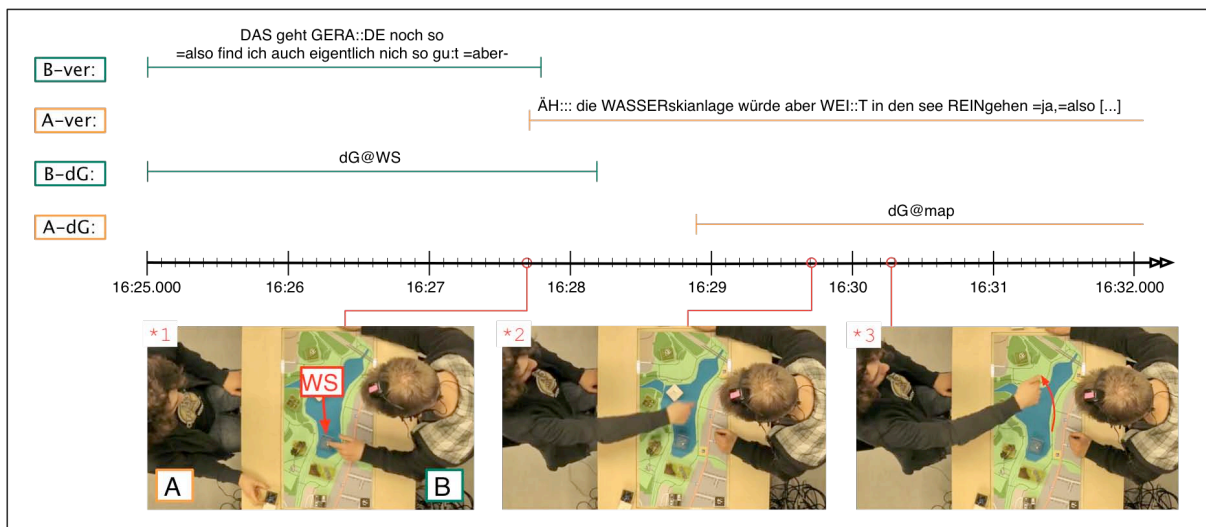 DAS geht GERA::DE noch so
=also find ich auch eigentlich nich so gu:t =aber-
B-ver:
ÄH::: die WASSERskianlage würde aber WEI::T in den see REINgehen =ja,=also [...]
A-ver:
dG@WS
B-dG:
dG@map
A-dG:
16:25.000 16:26 16:27 16:28 16:29 16:30 16:31 16:32.000
*1 *2 *3
WS
A B